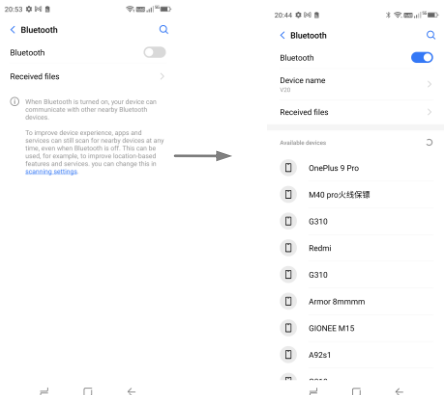 20:53
Bluetooth
Bluetooth
Received files
When Bluetooth is turned on, your device can
communicate with other nearby Bluetooth
devices.
To improve device experience, apps and
services can still scan for nearby devices at any
time, even when Bluetooth is off. This can be
used, for example, to improve location-based
features and services. you can change this in
scanning settings.
20:44
Bluetooth
Bluetooth
Device name
V20
Received files
Available devices
OnePlus 9 Pro
M40 pro火线保镖
G310
Redmi
G310
Armor 8mmmm
GIONEE M15
A92s1